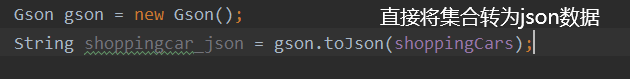 Gson gson = new Gson(); 直接将集合转为json数据
String shoppingcar_json = gson.toJson(shoppingCars);